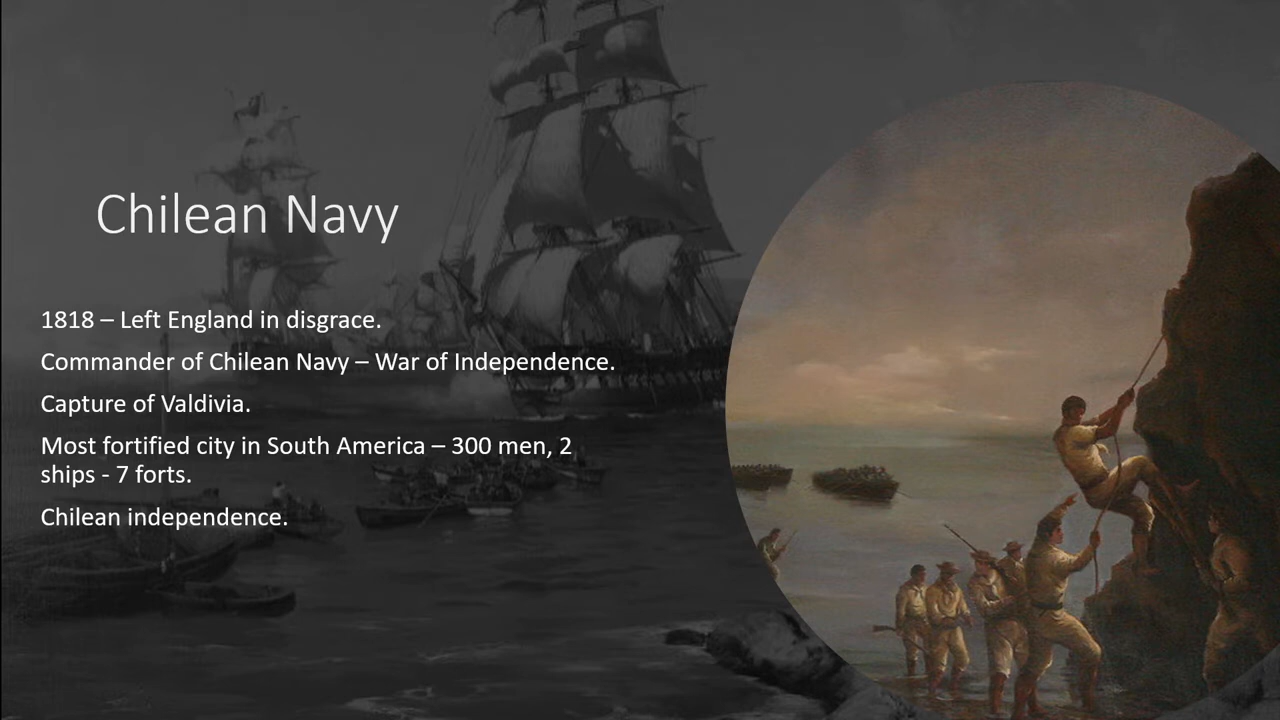 Chilean Navy
1818 – Left England in disgrace.
Commander of Chilean Navy – War of Independence.
Capture of Valdivia.
Most fortified city in South America – 300 men, 2
ships - 7 forts.
Chilean independence.